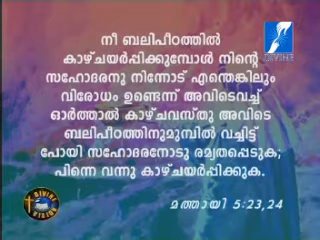 DIVINE
നീ ബലിപീഠത്തിൽ
കാഴ്ചയർപ്പിക്കുമ്പോൾ നിന്റെ
സഹോദരനു നിന്നോട് എന്തെങ്കിലും
വിരോധം ഉണ്ടെന്ന് അവിടെവച്ച്
ഓർത്താൽ കാഴ്ചവസ്തു അവിടെ
ബലിപീഠത്തിനുമുമ്പിൽ വച്ചിട്ട്
പോയി സഹോദരനോടു രമ്യതപ്പെടുക;
പിന്നെ വന്നു കാഴ്ചയർപ്പിക്കുക.
മത്തായി 5:23,24
DIVINE
VISION